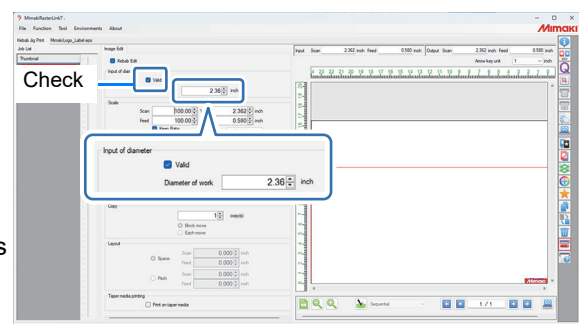 MimakiRasterLink7.
File Function Tool Environments About
Mimaki
Kebab Jig Print MimakiLogo_Label.eps
Job List
Thumbnail
Image Edit
Kebab Edit
Input of diam
Valid
2.36 inch
Check
Scale
Scan 100.00 2.362 inch
Feed 100.00 0.580 inch
Keep Ratio
Input of diameter
Valid
Diameter of work 2.36 inch
s
Copy
1 copy(s)
Block move
Each move
Layout
Space
Scan 0.000 inch
Feed 0.000 inch
Pitch
Scan 0.000 inch
Feed 0.000 inch
Taper media printing
Print on taper media
Input Scan 2.362 inch Feed 0.580 inch Output Scan 2.362 inch Feed 0.580 inch
Arrow key unit 1 inch
Mimaki
Sequential
1 / 1